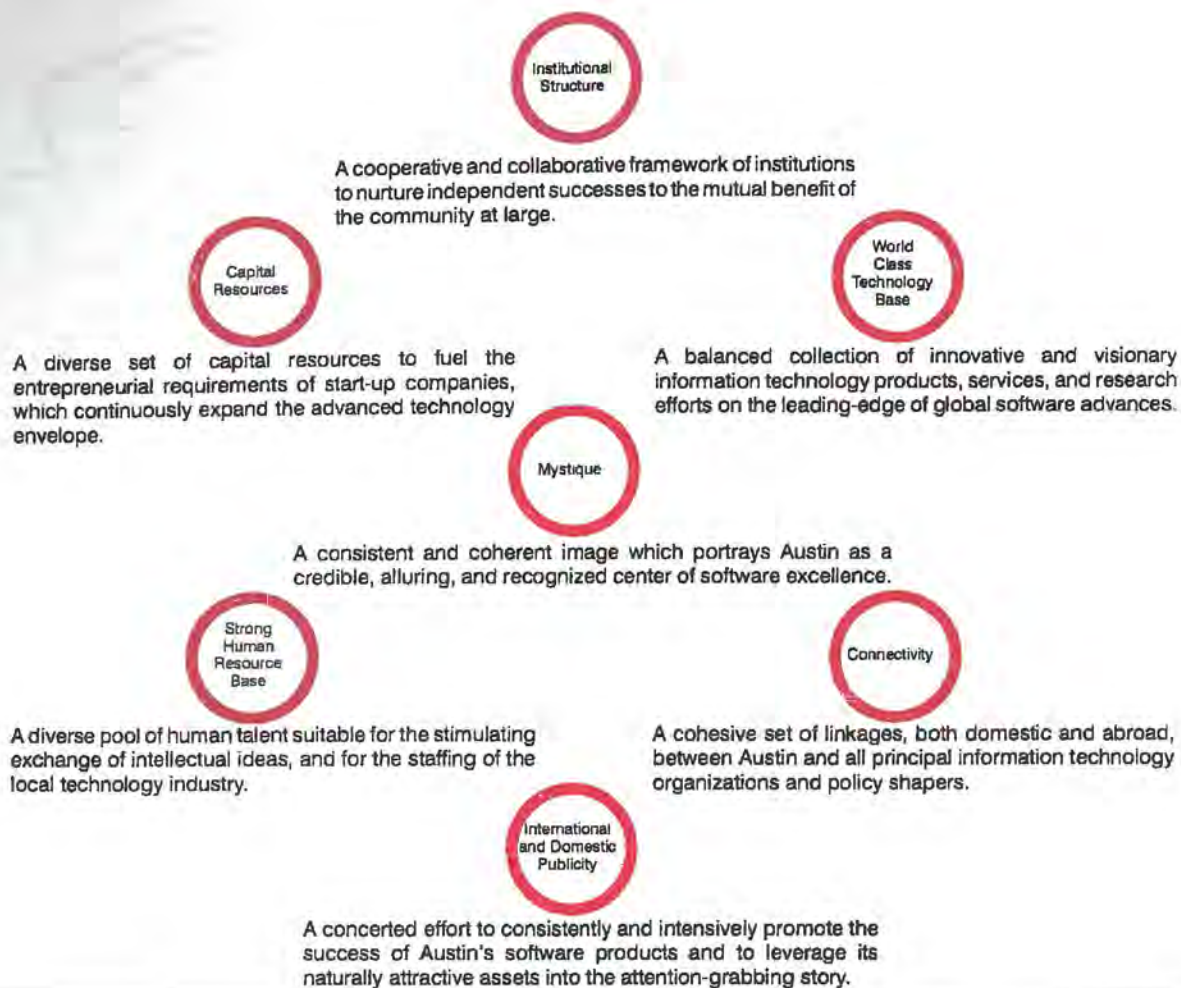 Institutional
Structure
A cooperative and collaborative framework of institutions
to nurture independent successes to the mutual benefit of
the community at large.
Capital
Resources
A diverse set of capital resources to fuel the
entrepreneurial requirements of start-up companies,
which continuously expand the advanced technology
envelope.
World
Class
Technology
Base
A balanced collection of innovative and visionary
information technology products, services, and research
efforts on the leading-edge of global software advances.
Mystique
A consistent and coherent image which portrays Austin as a
credible, alluring, and recognized center of software excellence.
Strong
Human
Resource
Base
A diverse pool of human talent suitable for the stimulating
exchange of intellectual ideas, and for the staffing of the
local technology industry.
Connectivity
A cohesive set of linkages, both domestic and abroad,
between Austin and all principal information technology
organizations and policy shapers.
International
and Domestic
Publicity
A concerted effort to consistently and intensively promote the
success of Austin's software products and to leverage its
naturally attractive assets into the attention-grabbing story.